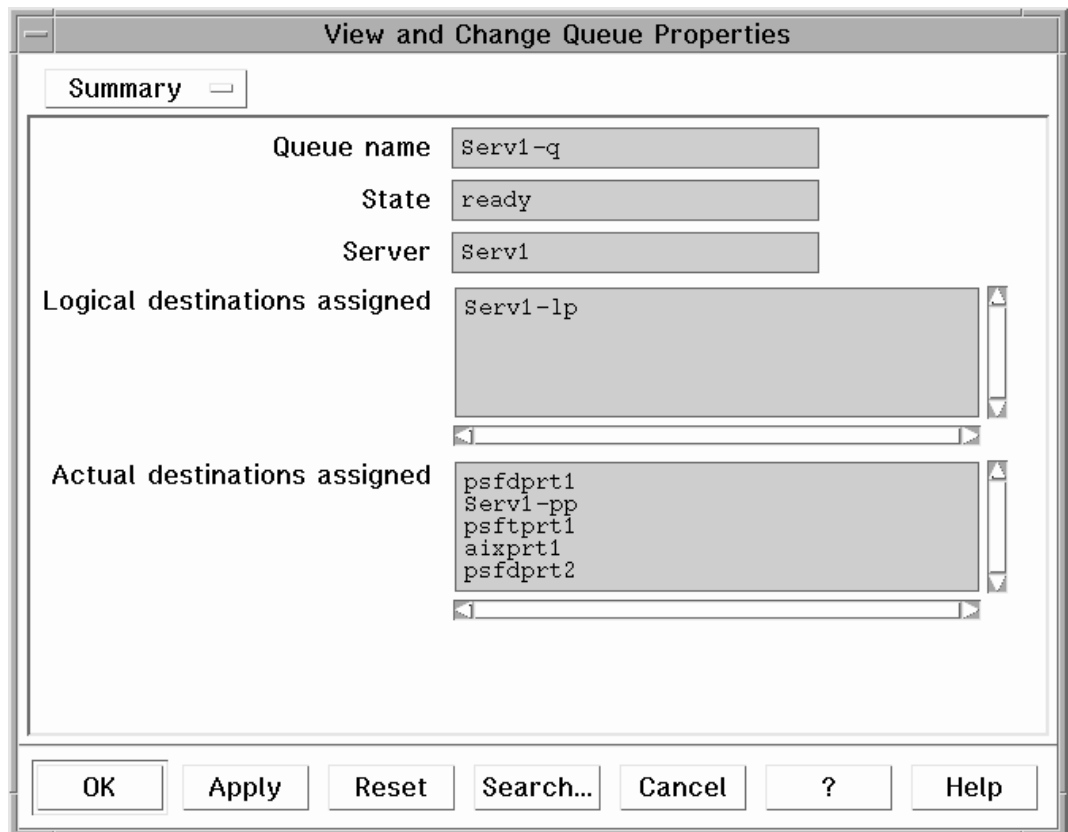 View and Change Queue Properties
Summary
Queue name Serv1-q
State ready
Server Serv1
Logical destinations assigned Serv1-lp
Actual destinations assigned psfdprt1
Serv1-pp
psftprt1
aixprt1
psfdprt2
OK Apply Reset Search... Cancel ? Help